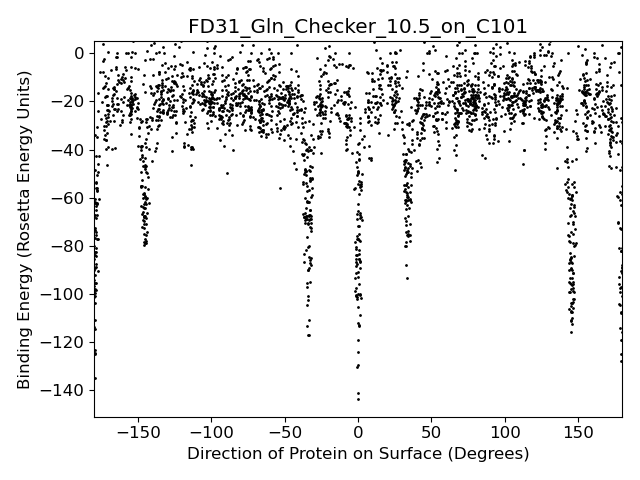 FD31_Gln_Checker_10.5_on_C101
Binding Energy (Rosetta Energy Units)
0
−20
−40
−60
−80
−100
−120
−140
−150 −100 −50 0 50 100 150
Direction of Protein on Surface (Degrees)